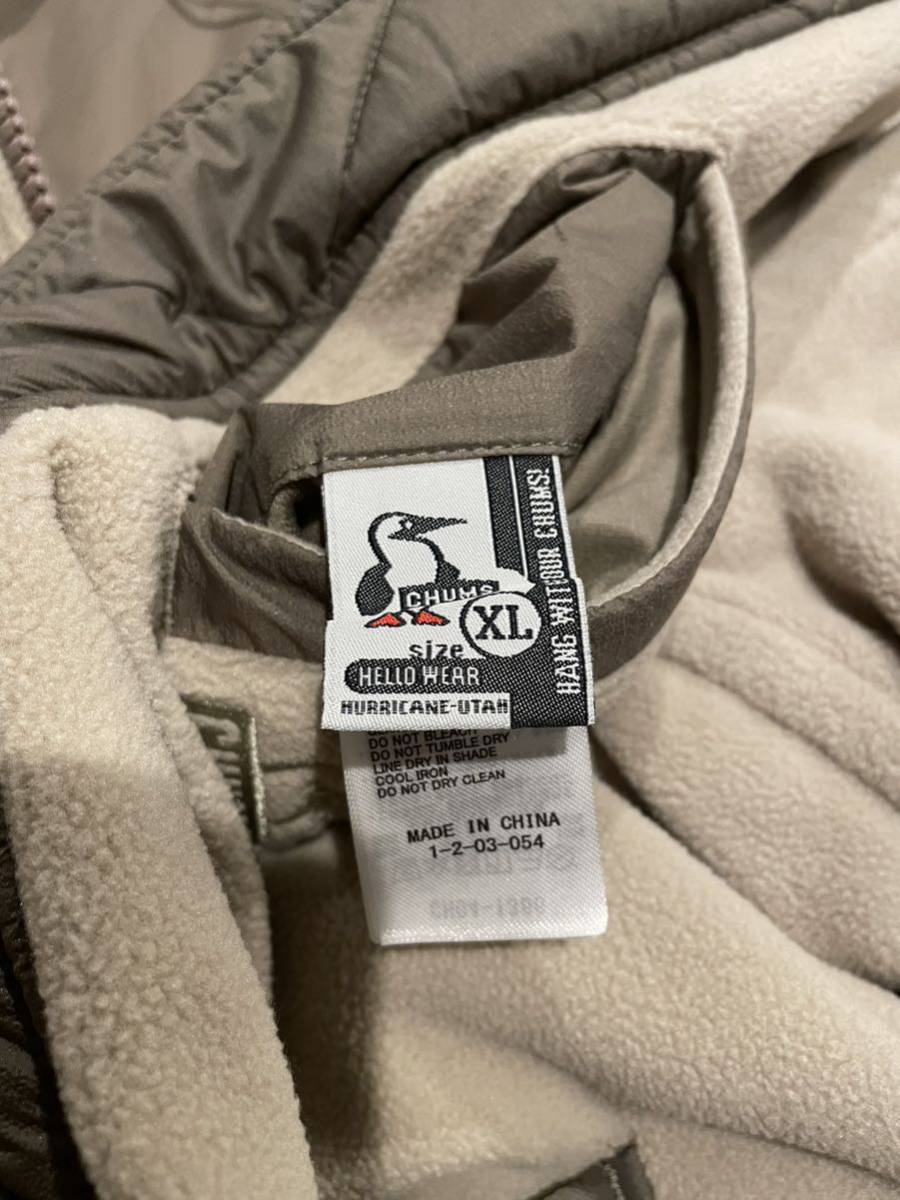 CHUMS
XL
size
HELLO WEAR
HURRICANE-UTAH
HANG WIT OUR CHUMS!
DO NOT BLEACH
DO NOT TUMBLE DRY
LINE DRY IN SHADE
COOL IRON
DO NOT DRY CLEAN
MADE IN CHINA
1-2-03-054